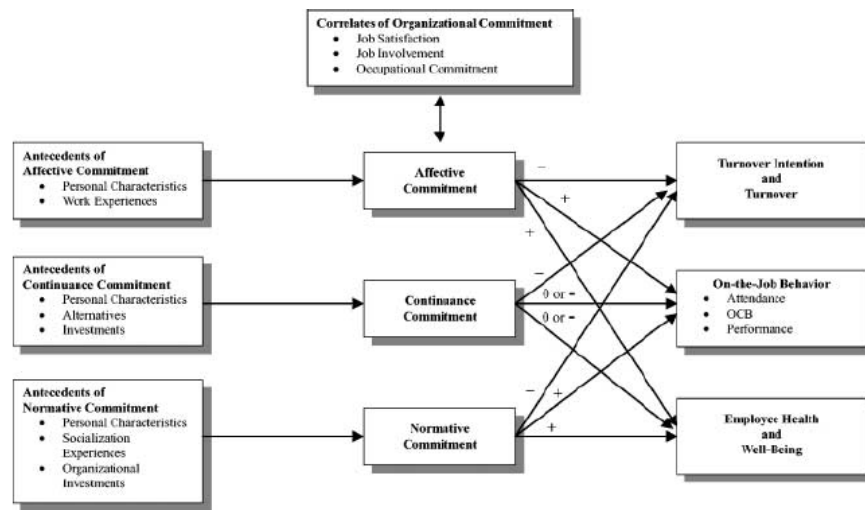 Correlates of Organizational Commitment
• Job Satisfaction
• Job Involvement
• Occupational Commitment
Antecedents of
Affective Commitment
• Personal Characteristics
• Work Experiences
Affective
Commitment
Turnover Intention
and
Turnover
−
+
+
Antecedents of
Continuance Commitment
• Personal Characteristics
• Alternatives
• Investments
Continuance
Commitment
On-the-Job Behavior
• Attendance
• OCB
• Performance
−
0 or -
0 or -
Antecedents of
Normative Commitment
• Personal Characteristics
• Socialization
Experiences
• Organizational
Investments
Normative
Commitment
Employee Health
and
Well-Being
−
+
+